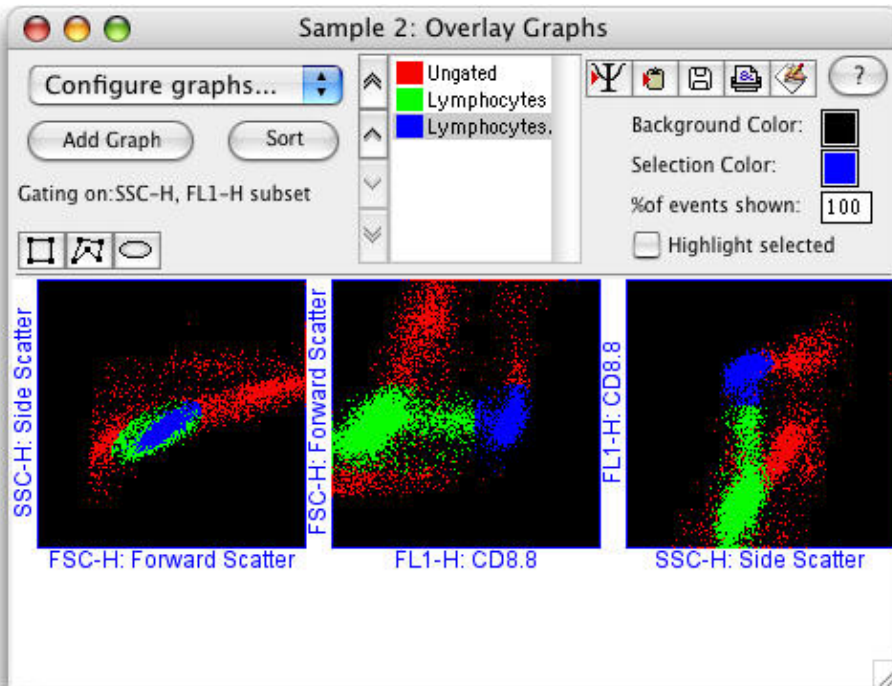 Sample 2: Overlay Graphs
Configure graphs...
Add Graph
Sort
Gating on:SSC-H, FL1-H subset
Ungated
Lymphocytes
Lymphocytes.
?
Background Color:
Selection Color:
%of events shown: 100
Highlight selected
SSC-H: Side Scatter
FSC-H: Forward Scatter
FSC-H: Forward Scatter
FL1-H: CD8.8
FL1-H: CD8.8
SSC-H: Side Scatter